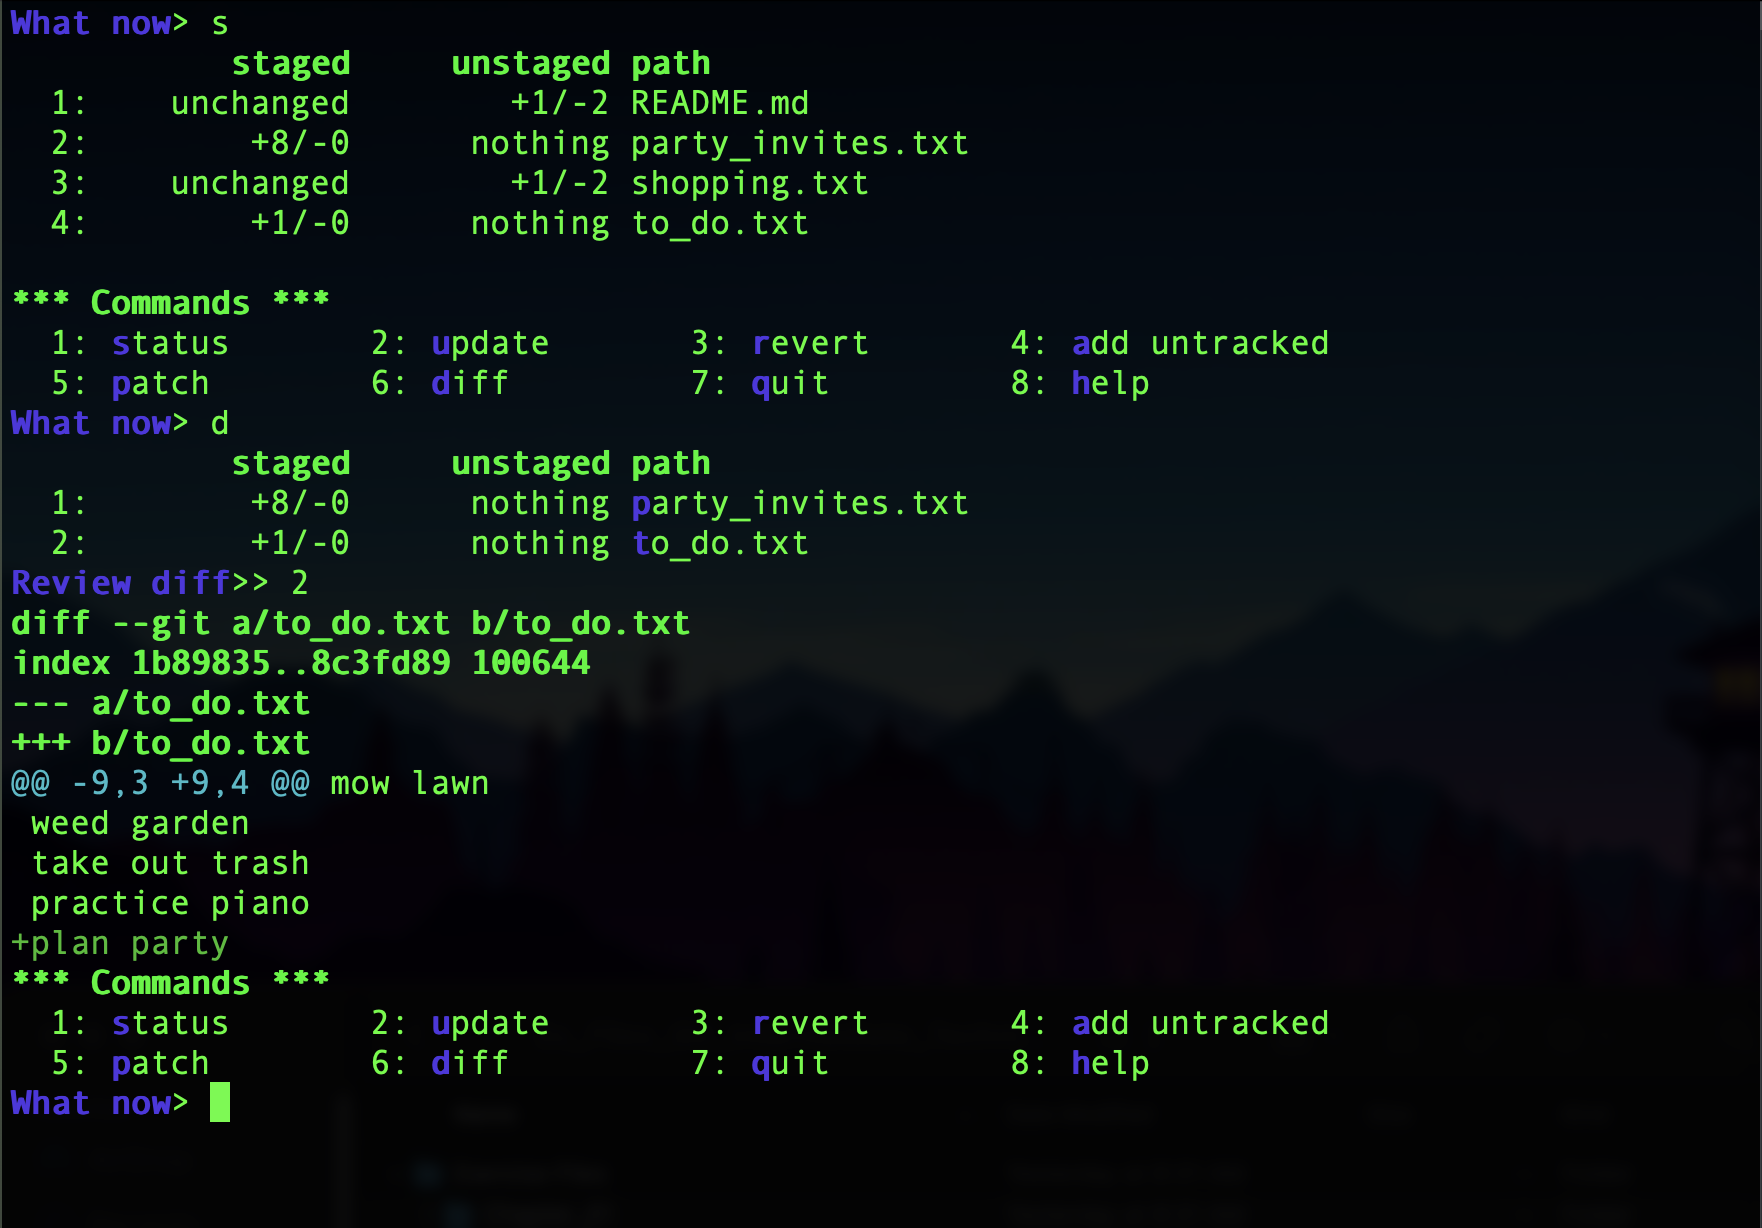 What now> s
           staged     unstaged path
  1:    unchanged        +1/-2 README.md
  2:        +8/-0      nothing party_invites.txt
  3:    unchanged        +1/-2 shopping.txt
  4:        +1/-0      nothing to_do.txt

*** Commands ***
  1: status       2: update       3: revert       4: add untracked
  5: patch        6: diff         7: quit         8: help
What now> d
           staged     unstaged path
  1:        +8/-0      nothing party_invites.txt
  2:        +1/-0      nothing to_do.txt
Review diff>> 2
diff --git a/to_do.txt b/to_do.txt
index 1b89835..8c3fd89 100644
--- a/to_do.txt
+++ b/to_do.txt
@@ -9,3 +9,4 @@ mow lawn
 weed garden
 take out trash
 practice piano
+plan party
*** Commands ***
  1: status       2: update       3: revert       4: add untracked
  5: patch        6: diff         7: quit         8: help
What now>